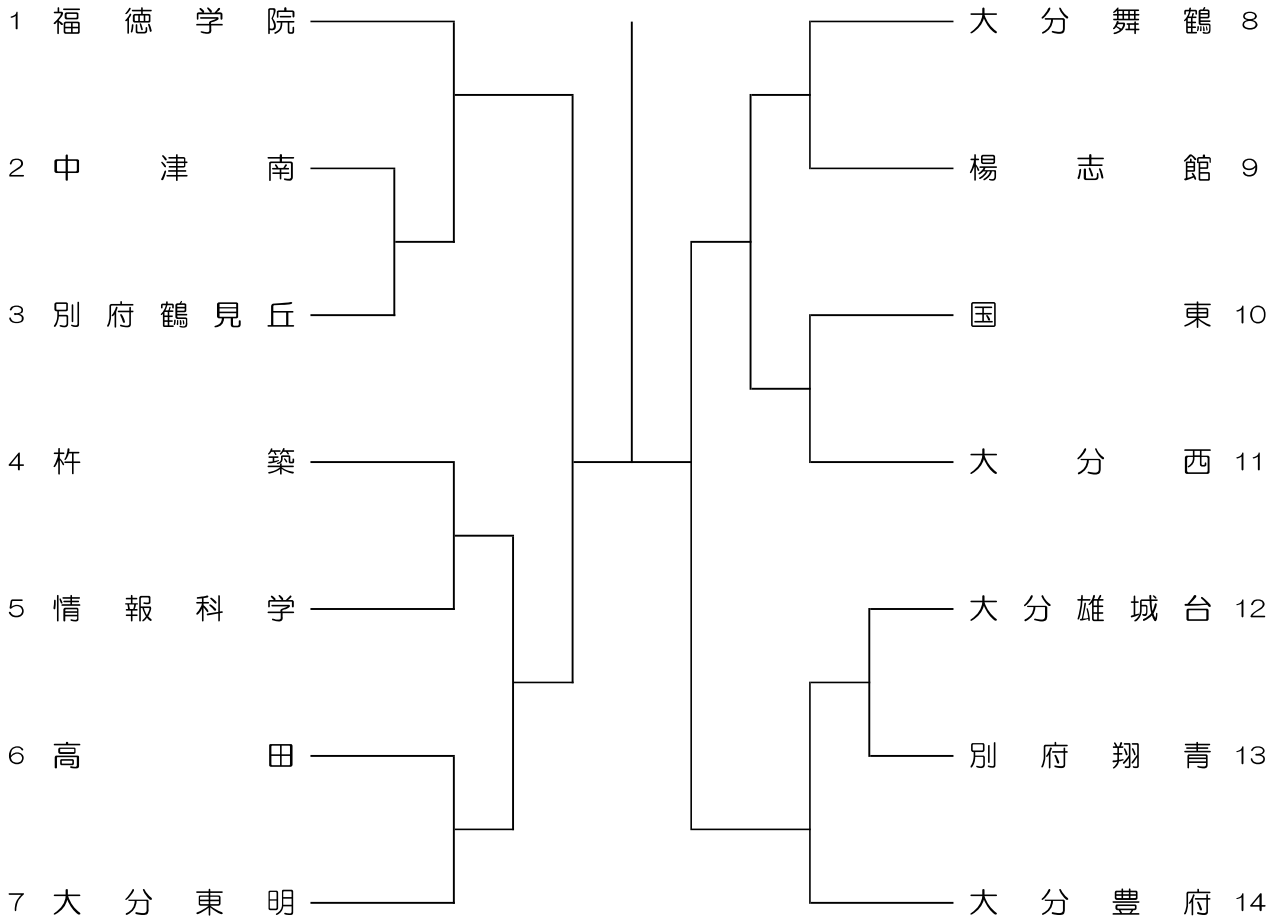 1 福徳学院
2 中津南
3 別府鶴見丘
4 杵築
5 情報科学
6 高田
7 大分東明
大分舞鶴 8
楊志館 9
国東 10
大分西 11
大分雄城台 12
別府翔青 13
大分豊府 14